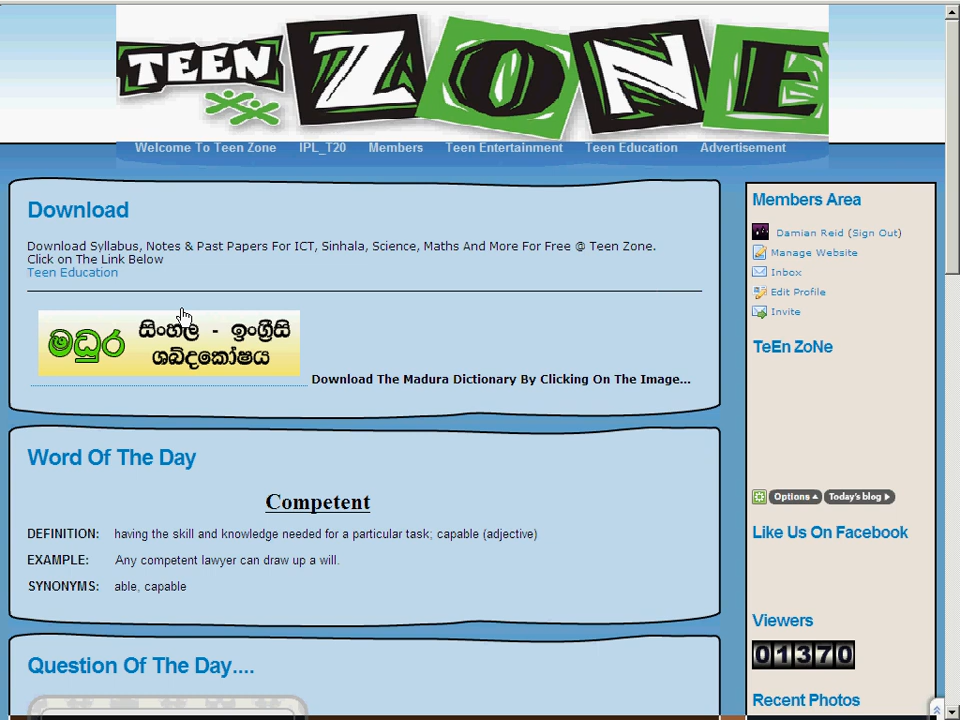 TEEN ZONE
Welcome To Teen Zone IPL_T20 Members Teen Entertainment Teen Education Advertisement
Download
Download Syllabus, Notes & Past Papers For ICT, Sinhala, Science, Maths And More For Free @ Teen Zone.
Click on The Link Below
Teen Education
මධුර
සිංහල - ඉංග්‍රීසි
ශබ්දකෝෂය
Download The Madura Dictionary By Clicking On The Image...
Word Of The Day
Competent
DEFINITION: having the skill and knowledge needed for a particular task; capable (adjective)
EXAMPLE: Any competent lawyer can draw up a will.
SYNONYMS: able, capable
Question Of The Day....
Members Area
Damian Reid (Sign Out)
Manage Website
Inbox
Edit Profile
Invite
TeEn ZoNe
Options Today's blog
Like Us On Facebook
Viewers
01370
Recent Photos